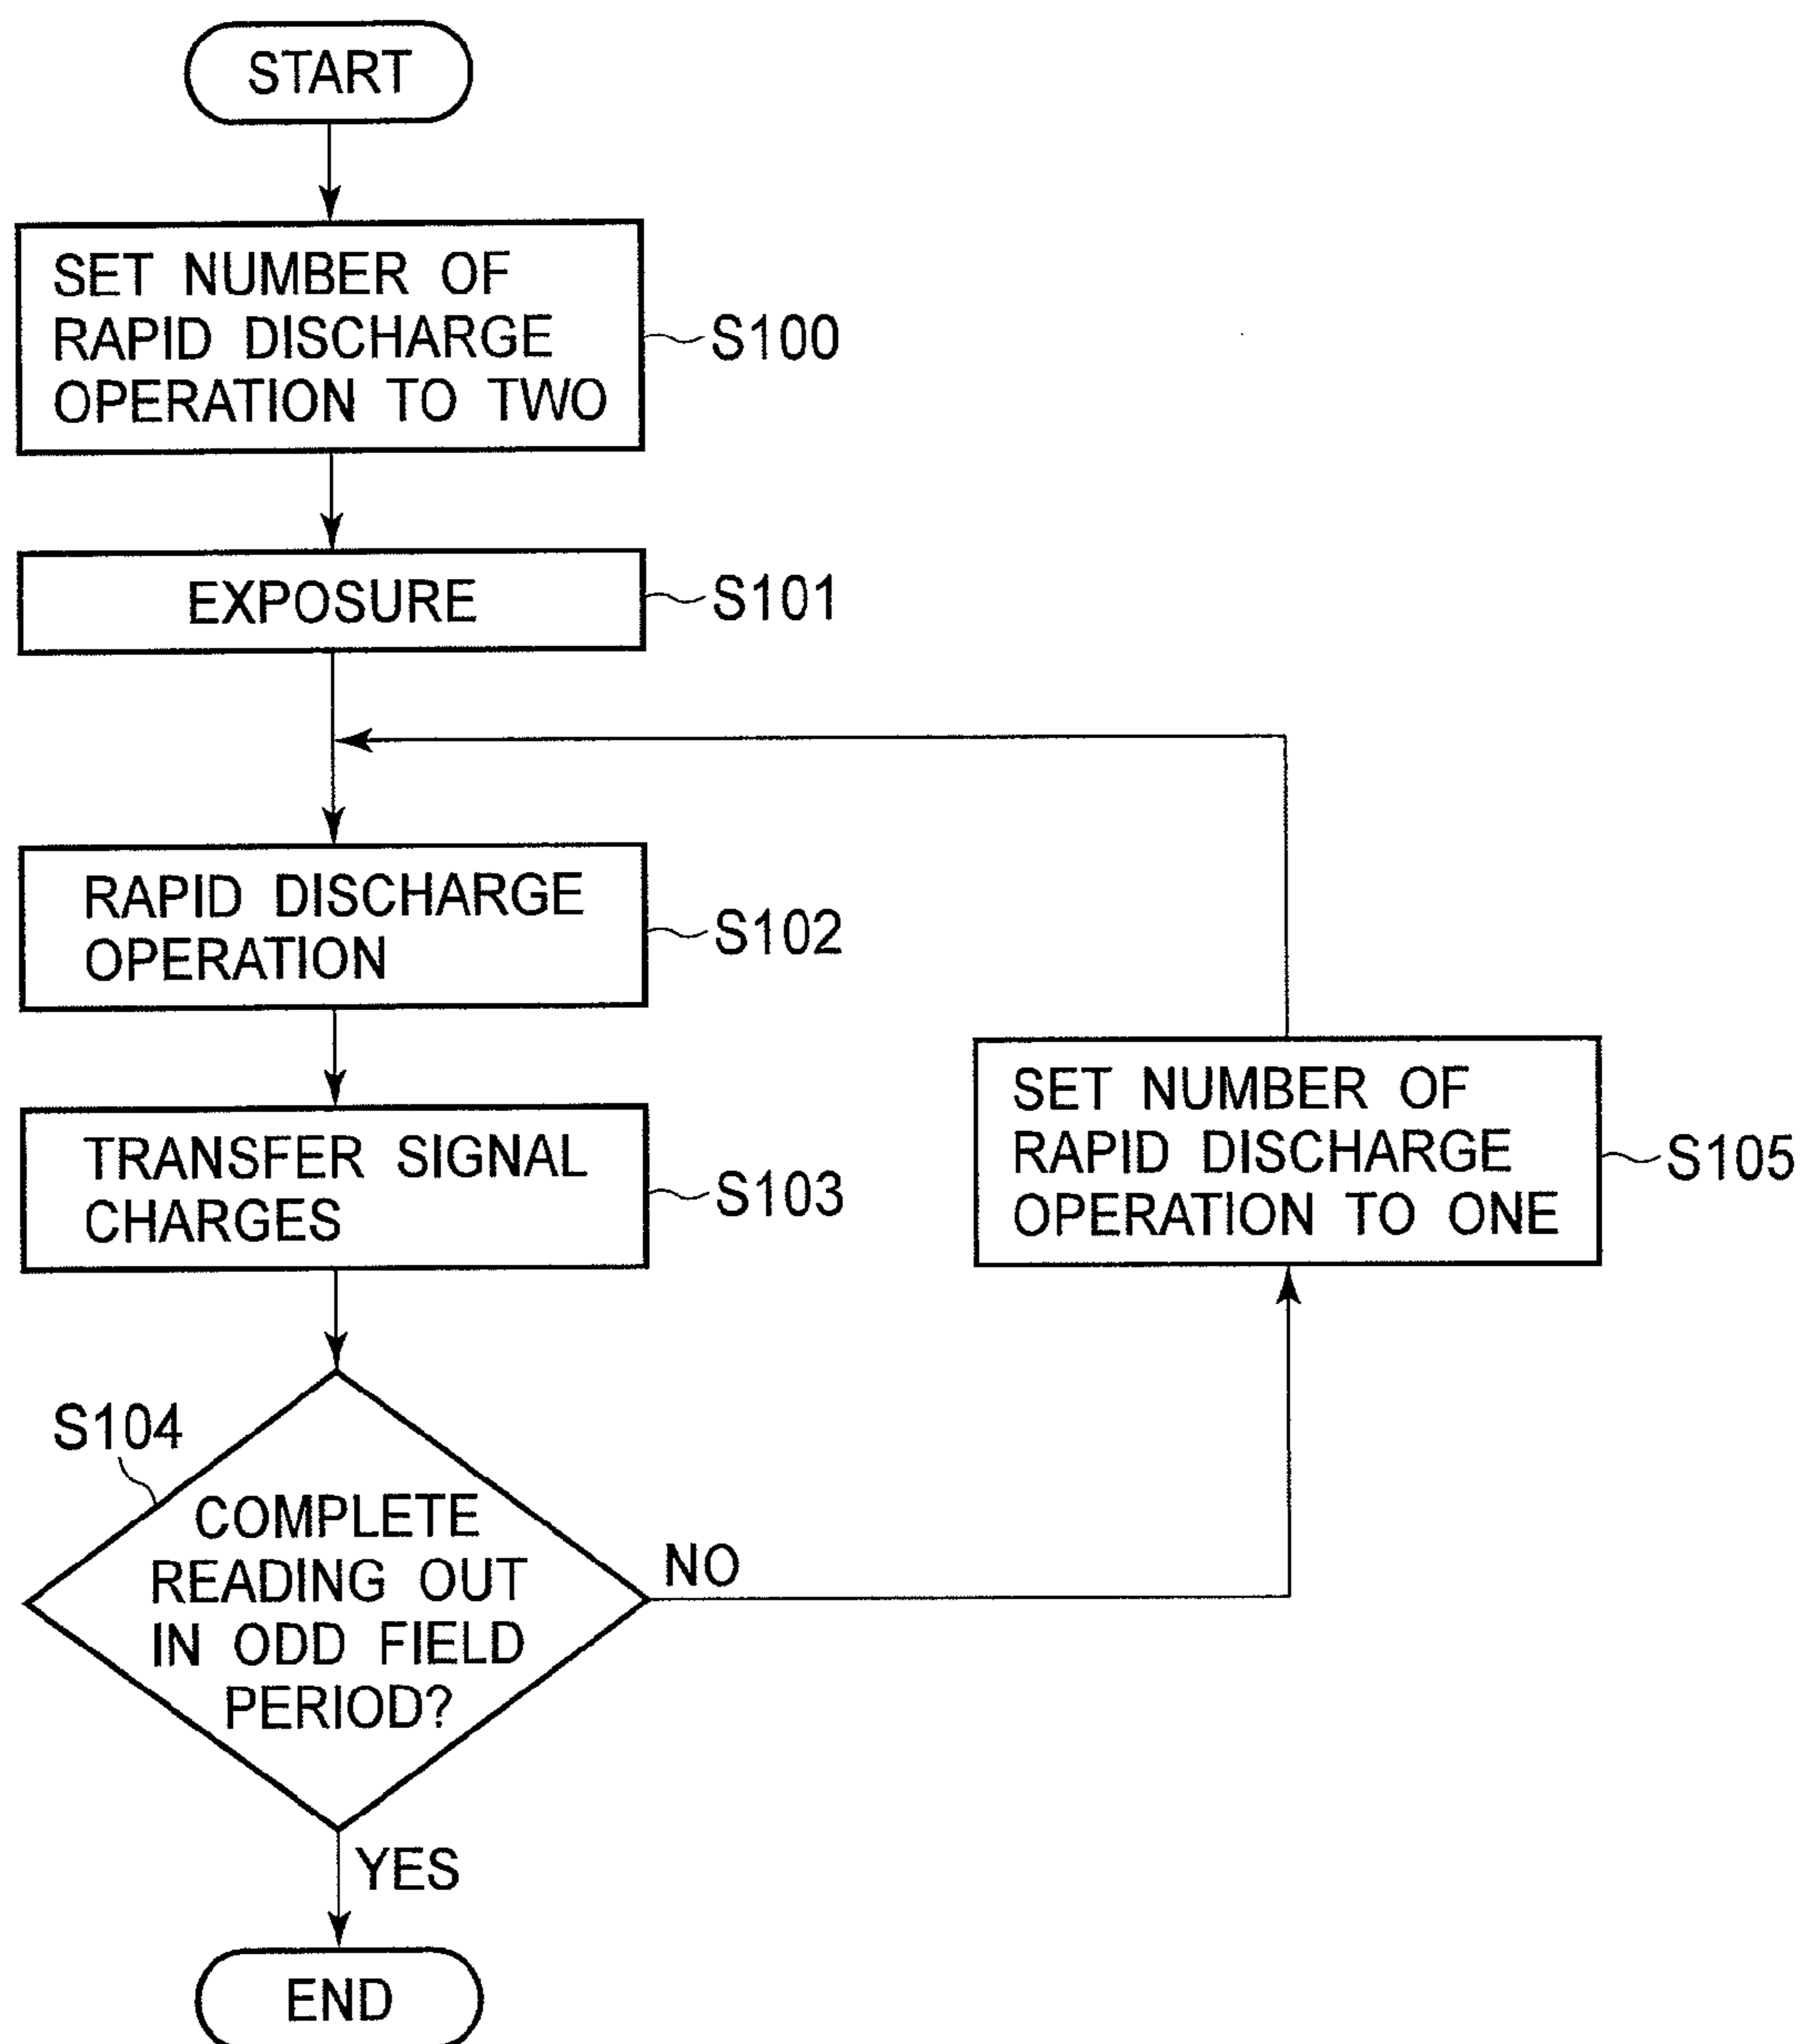 START
SET NUMBER OF
RAPID DISCHARGE
OPERATION TO TWO
S100
EXPOSURE
S101
RAPID DISCHARGE
OPERATION
S102
TRANSFER SIGNAL
CHARGES
S103
SET NUMBER OF
RAPID DISCHARGE
OPERATION TO ONE
S105
S104
COMPLETE
READING OUT
IN ODD FIELD
PERIOD?
NO
YES
END